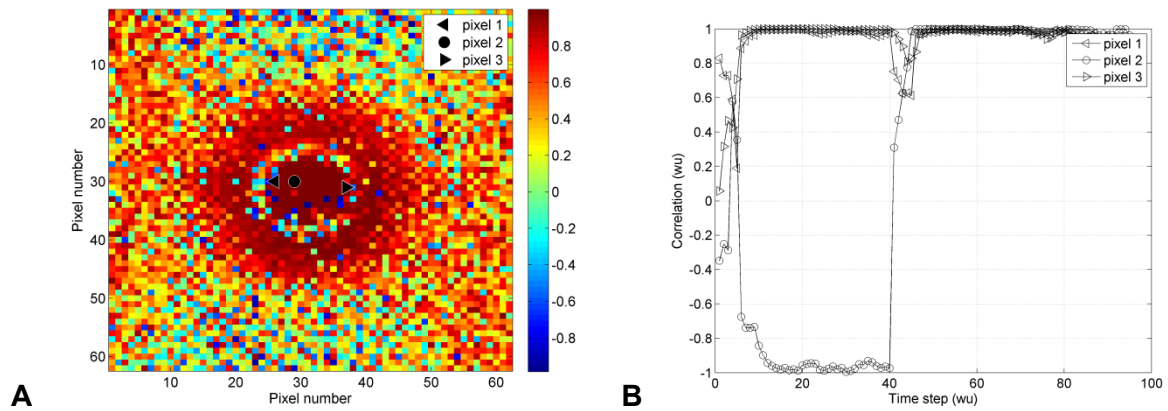 pixel 1
pixel 2
pixel 3
10
20
30
40
50
60
Pixel number
10 20 30 40 50 60
Pixel number
0.8
0.6
0.4
0.2
0
-0.2
-0.4
-0.6
-0.8
A
1
0.8
0.6
0.4
0.2
0
-0.2
-0.4
-0.6
-0.8
-1
Correlation (wu)
0 20 40 60 80 100
Time step (wu)
pixel 1
pixel 2
pixel 3
B